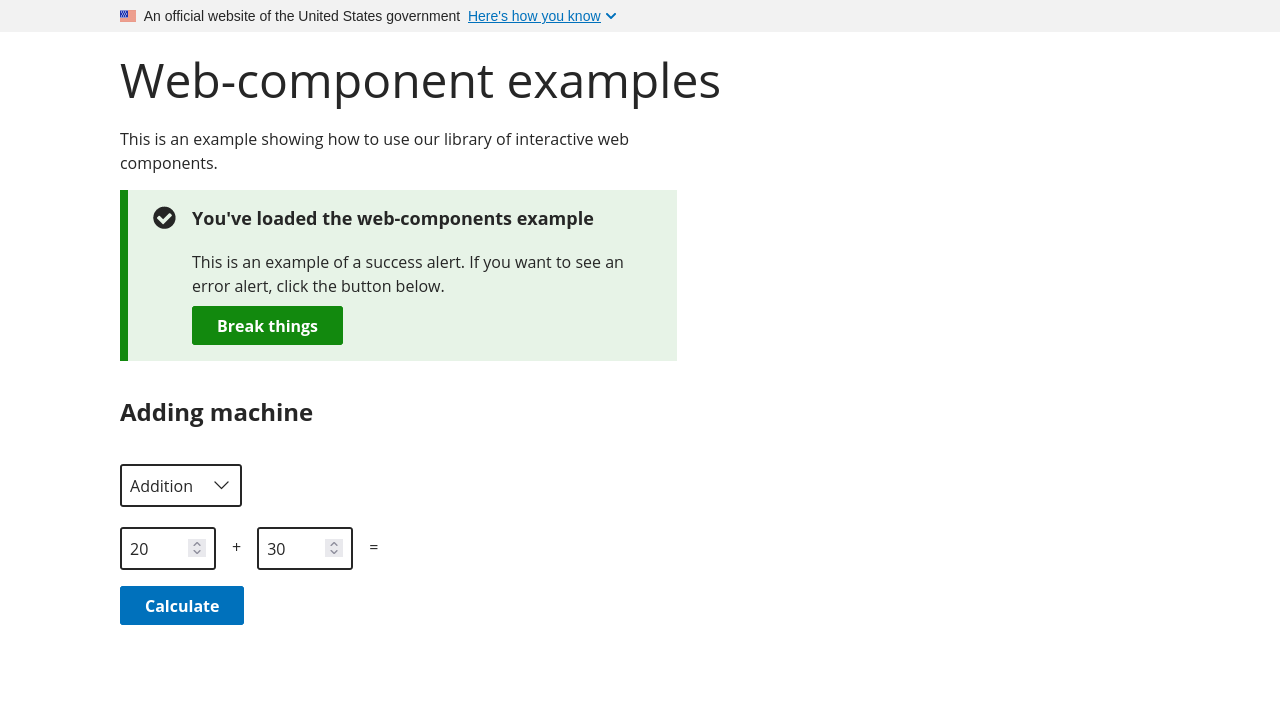 An official website of the United States government Here's how you know
Web-component examples
This is an example showing how to use our library of interactive web
components.
You've loaded the web-components example
This is an example of a success alert. If you want to see an
error alert, click the button below.
Break things
Adding machine
Addition
20 + 30 =
Calculate